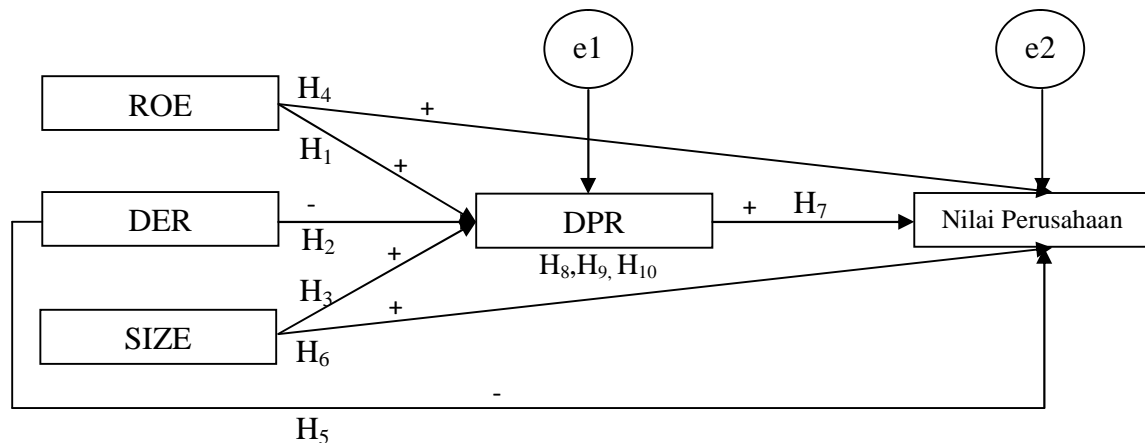 e1
e2
ROE
H4
+
H1
+
DER
-
H2
DPR
+
H7
Nilai Perusahaan
H8,H9, H10
+
H3
+
SIZE
H6
-
H5